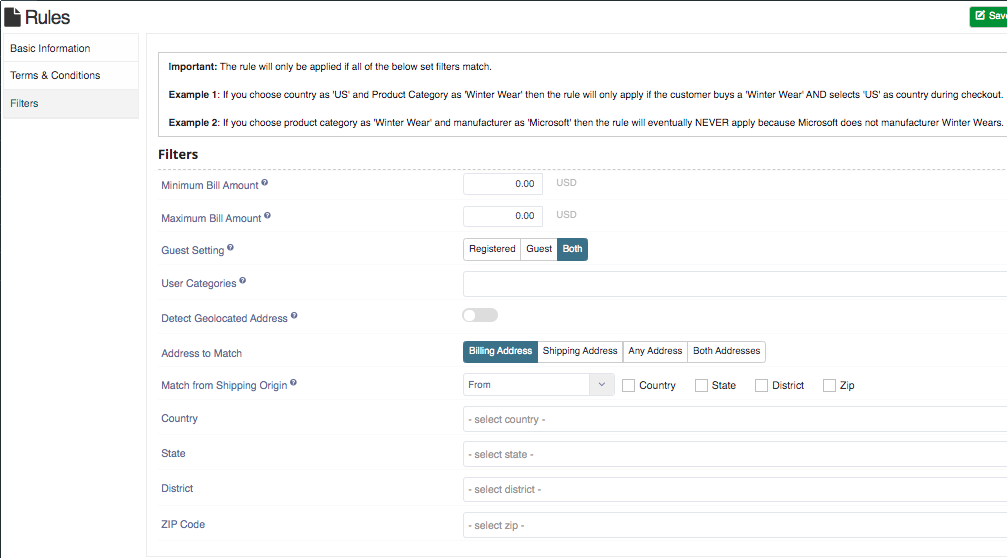 Rules
Save
Basic Information
Terms & Conditions
Filters
Important: The rule will only be applied if all of the below set filters match.
Example 1: If you choose country as 'US' and Product Category as 'Winter Wear' then the rule will only apply if the customer buys a 'Winter Wear' AND selects 'US' as country during checkout.
Example 2: If you choose product category as 'Winter Wear' and manufacturer as 'Microsoft' then the rule will eventually NEVER apply because Microsoft does not manufacturer Winter Wears.
Filters
Minimum Bill Amount ? 0.00 USD
Maximum Bill Amount ? 0.00 USD
Guest Setting ? Registered Guest Both
User Categories ?
Detect Geolocated Address ?
Address to Match Billing Address Shipping Address Any Address Both Addresses
Match from Shipping Origin ? From Country State District Zip
Country - select country -
State - select state -
District - select district -
ZIP Code - select zip -